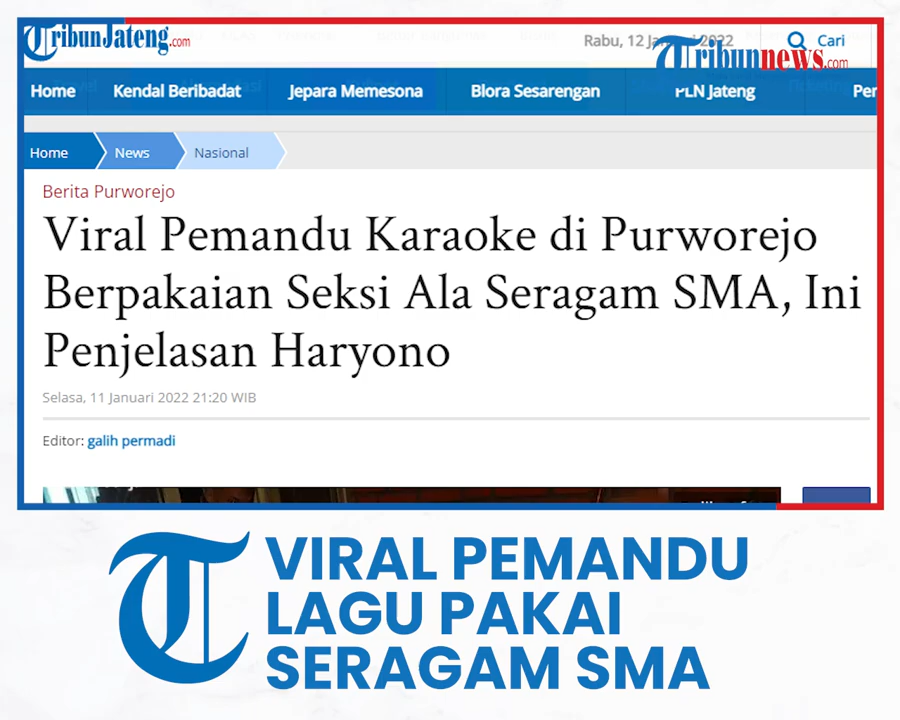 TribunJateng.com
Rabu, 12 Januari 2022
Cari
Tribunnews.com
Home Kendal Beribadat Jepara Memesona Blora Sesarengan PLN Jateng
Home News Nasional
Berita Purworejo
Viral Pemandu Karaoke di Purworejo
Berpakaian Seksi Ala Seragam SMA, Ini
Penjelasan Haryono
Selasa, 11 Januari 2022 21:20 WIB
Editor: galih permadi
T
VIRAL PEMANDU
LAGU PAKAI
SERAGAM SMA